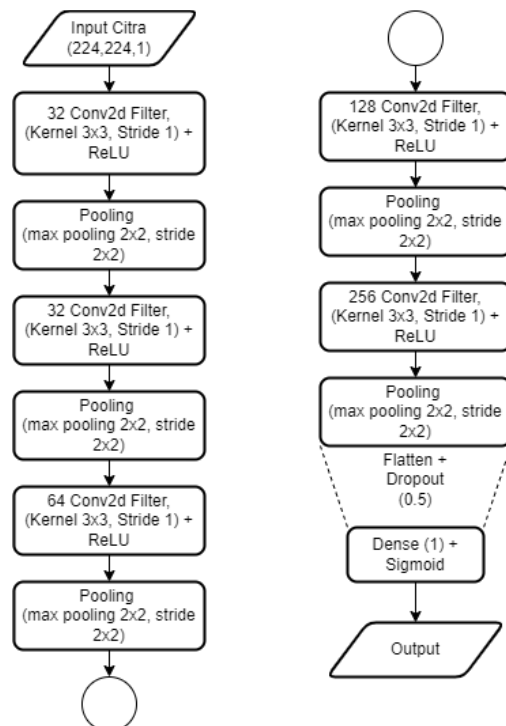 Input Citra
(224,224,1)
32 Conv2d Filter,
(Kernel 3x3, Stride 1) +
ReLU
Pooling
(max pooling 2x2, stride
2x2)
32 Conv2d Filter,
(Kernel 3x3, Stride 1) +
ReLU
Pooling
(max pooling 2x2, stride
2x2)
64 Conv2d Filter,
(Kernel 3x3, Stride 1) +
ReLU
Pooling
(max pooling 2x2, stride
2x2)
128 Conv2d Filter,
(Kernel 3x3, Stride 1) +
ReLU
Pooling
(max pooling 2x2, stride
2x2)
256 Conv2d Filter,
(Kernel 3x3, Stride 1) +
ReLU
Pooling
(max pooling 2x2, stride
2x2)
Flatten +
Dropout
(0.5)
Dense (1) +
Sigmoid
Output